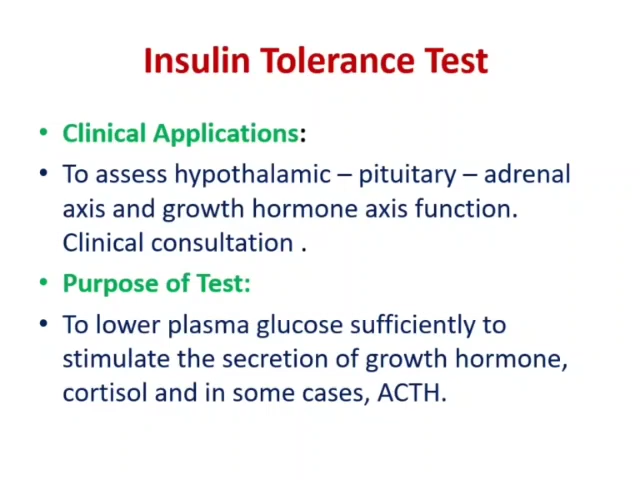 Insulin Tolerance Test
• Clinical Applications:
• To assess hypothalamic – pituitary – adrenal
axis and growth hormone axis function.
Clinical consultation .
• Purpose of Test:
• To lower plasma glucose sufficiently to
stimulate the secretion of growth hormone,
cortisol and in some cases, ACTH.